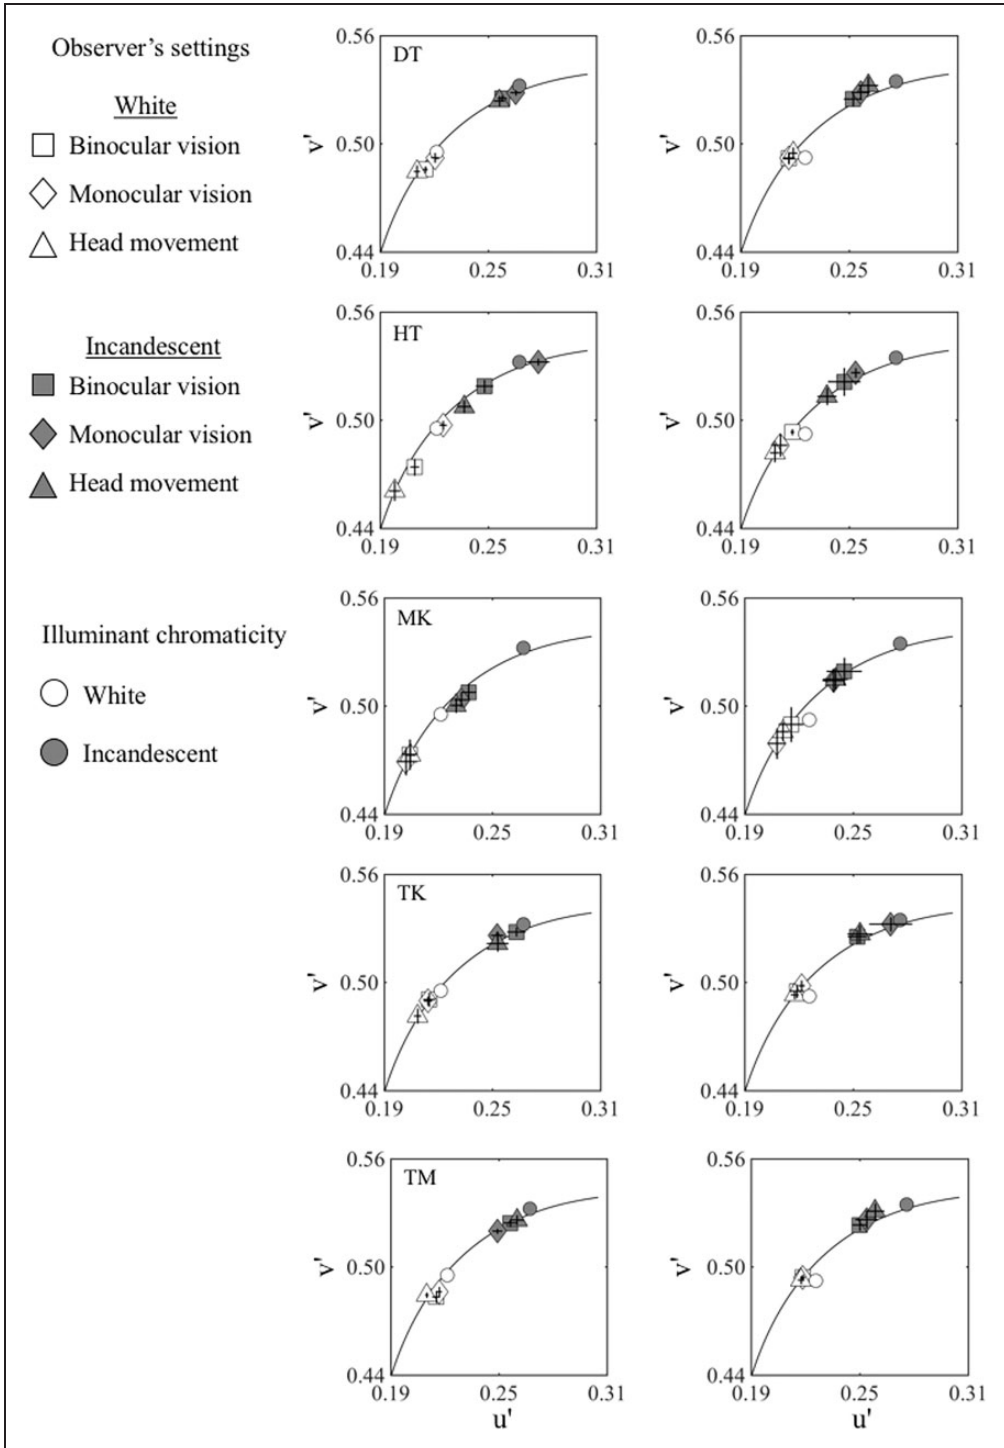 Observer's settings
White
Binocular vision
Monocular vision
Head movement
Incandescent
Binocular vision
Monocular vision
Head movement
Illuminant chromaticity
White
Incandescent
0.56
DT
v'
0.50
0.44
0.19
0.25
0.31
0.56
v'
0.50
0.44
0.19
0.25
0.31
0.56
HT
v'
0.50
0.44
0.19
0.25
0.31
0.56
v'
0.50
0.44
0.19
0.25
0.31
0.56
MK
v'
0.50
0.44
0.19
0.25
0.31
0.56
v'
0.50
0.44
0.19
0.25
0.31
0.56
TK
v'
0.50
0.44
0.19
0.25
0.31
0.56
v'
0.50
0.44
0.19
0.25
0.31
0.56
TM
v'
0.50
0.44
0.19
0.25
0.31
u'
0.56
v'
0.50
0.44
0.19
0.25
0.31
u'